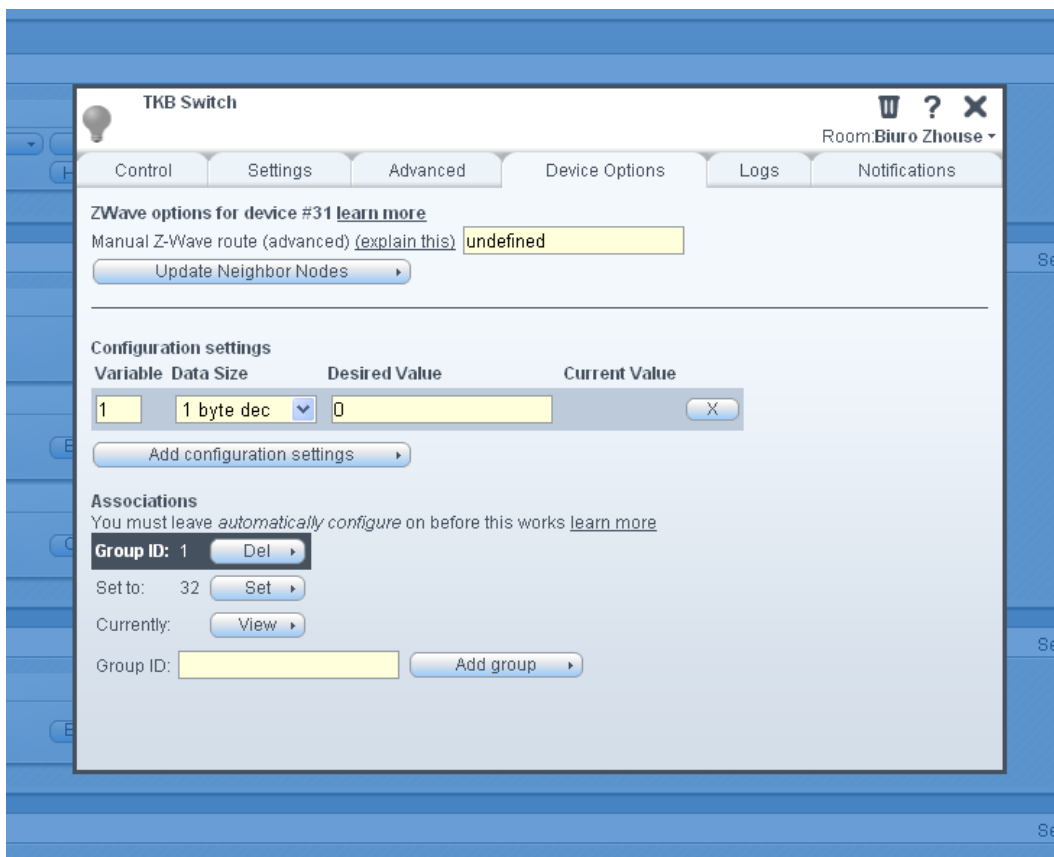 TKB Switch
Room:Biuro Zhouse
Control Settings Advanced Device Options Logs Notifications
ZWave options for device #31 learn more
Manual Z-Wave route (advanced) (explain this) undefined
Update Neighbor Nodes
Configuration settings
Variable Data Size Desired Value Current Value
1 1 byte dec 0 X
Add configuration settings
Associations
You must leave automatically configure on before this works learn more
Group ID: 1 Del
Set to: 32 Set
Currently: View
Group ID: Add group